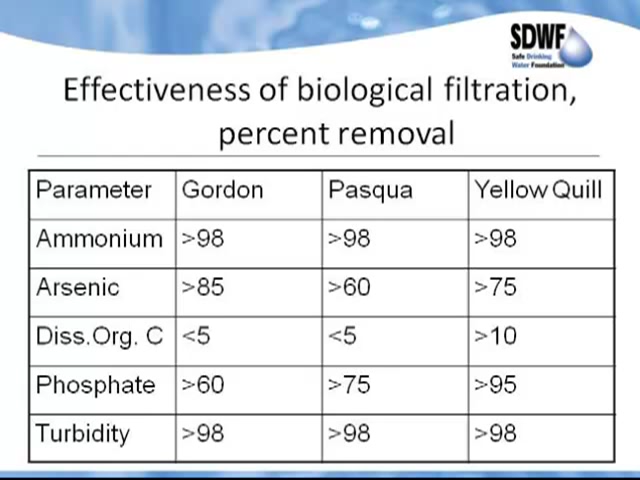 SDWF
Safe Drinking
Water Foundation
Effectiveness of biological filtration,
percent removal
Parameter Gordon Pasqua Yellow Quill
Ammonium >98 >98 >98
Arsenic >85 >60 >75
Diss.Org. C <5 <5 >10
Phosphate >60 >75 >95
Turbidity >98 >98 >98